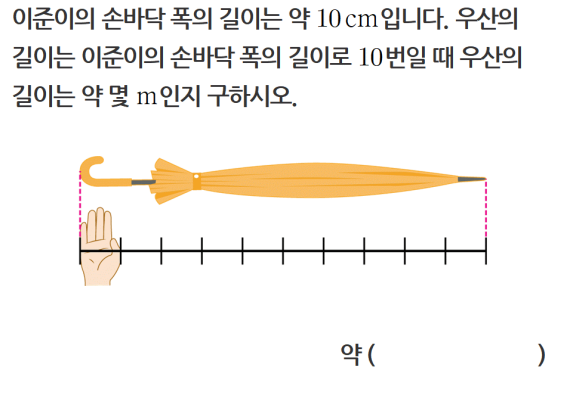 이준이의 손바닥 폭의 길이는 약 10 cm입니다. 우산의
길이는 이준이의 손바닥 폭의 길이로 10번일 때 우산의
길이는 약 몇 m인지 구하시오.
약 (                    )